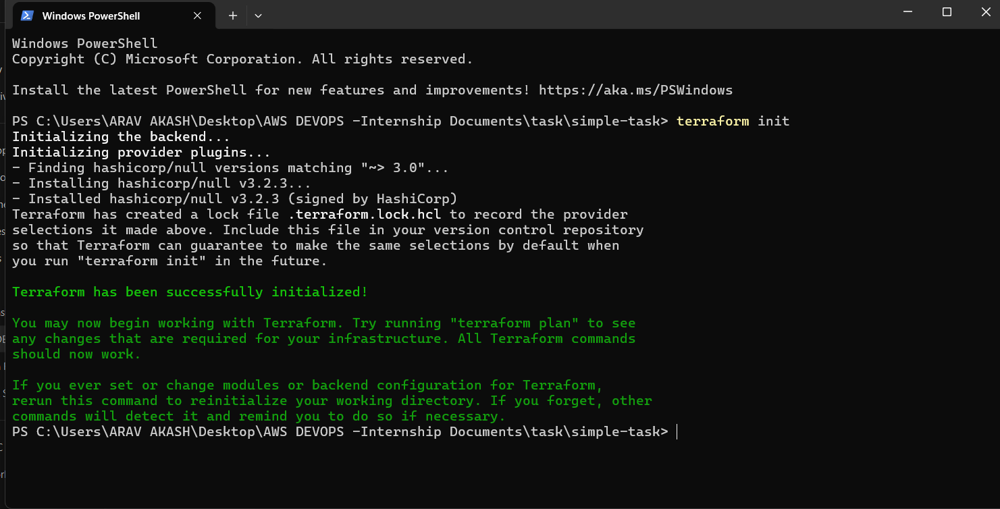 Windows PowerShell
Windows PowerShell
Copyright (C) Microsoft Corporation. All rights reserved.
Install the latest PowerShell for new features and improvements! https://aka.ms/PSWindows
PS C:\Users\ARAV AKASH\Desktop\AWS DEVOPS -Internship Documents\task\simple-task> terraform init
Initializing the backend...
Initializing provider plugins...
- Finding hashicorp/null versions matching "~> 3.0"...
- Installing hashicorp/null v3.2.3...
- Installed hashicorp/null v3.2.3 (signed by HashiCorp)
Terraform has created a lock file .terraform.lock.hcl to record the provider
selections it made above. Include this file in your version control repository
so that Terraform can guarantee to make the same selections by default when
you run "terraform init" in the future.
Terraform has been successfully initialized!
You may now begin working with Terraform. Try running "terraform plan" to see
any changes that are required for your infrastructure. All Terraform commands
should now work.
If you ever set or change modules or backend configuration for Terraform,
rerun this command to reinitialize your working directory. If you forget, other
commands will detect it and remind you to do so if necessary.
PS C:\Users\ARAV AKASH\Desktop\AWS DEVOPS -Internship Documents\task\simple-task>